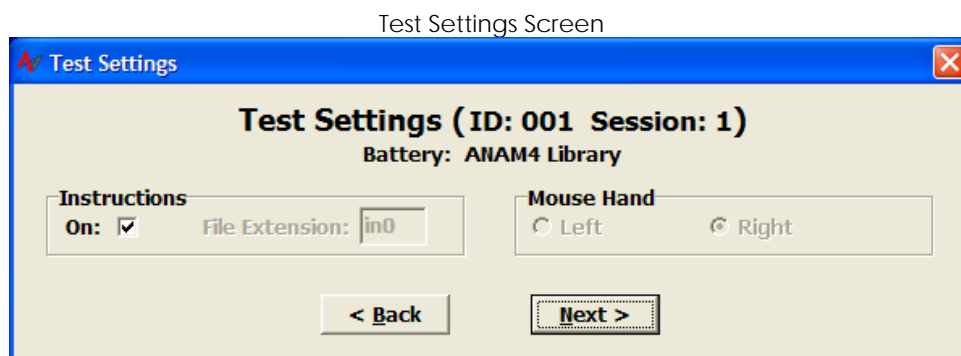 Test Settings Screen
Test Settings
Test Settings (ID: 001 Session: 1)
Battery: ANAM4 Library
Instructions
On: File Extension: in0
Mouse Hand
Left Right
< Back Next >